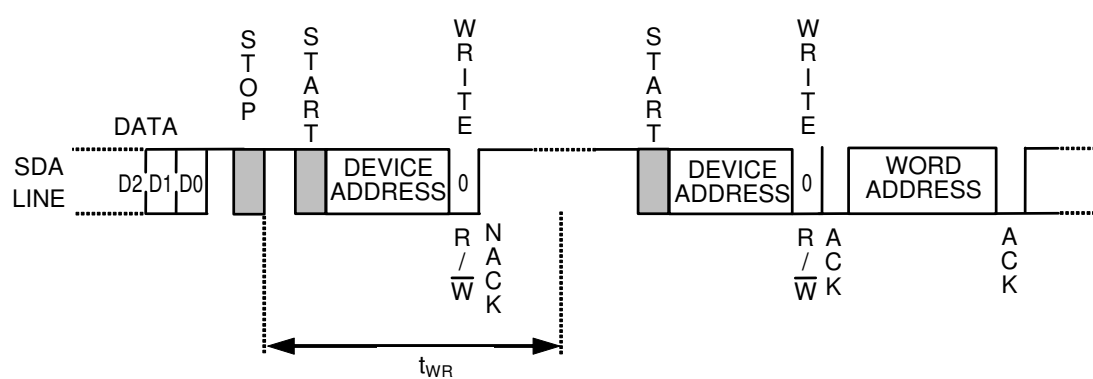 STOP
START
WRITE
START
WRITE
DATA
SDA
LINE
D2 D1 D0
DEVICE
ADDRESS
0
DEVICE
ADDRESS
0
WORD
ADDRESS
R/W̅
NACK
R/W̅
ACK
ACK
tWR